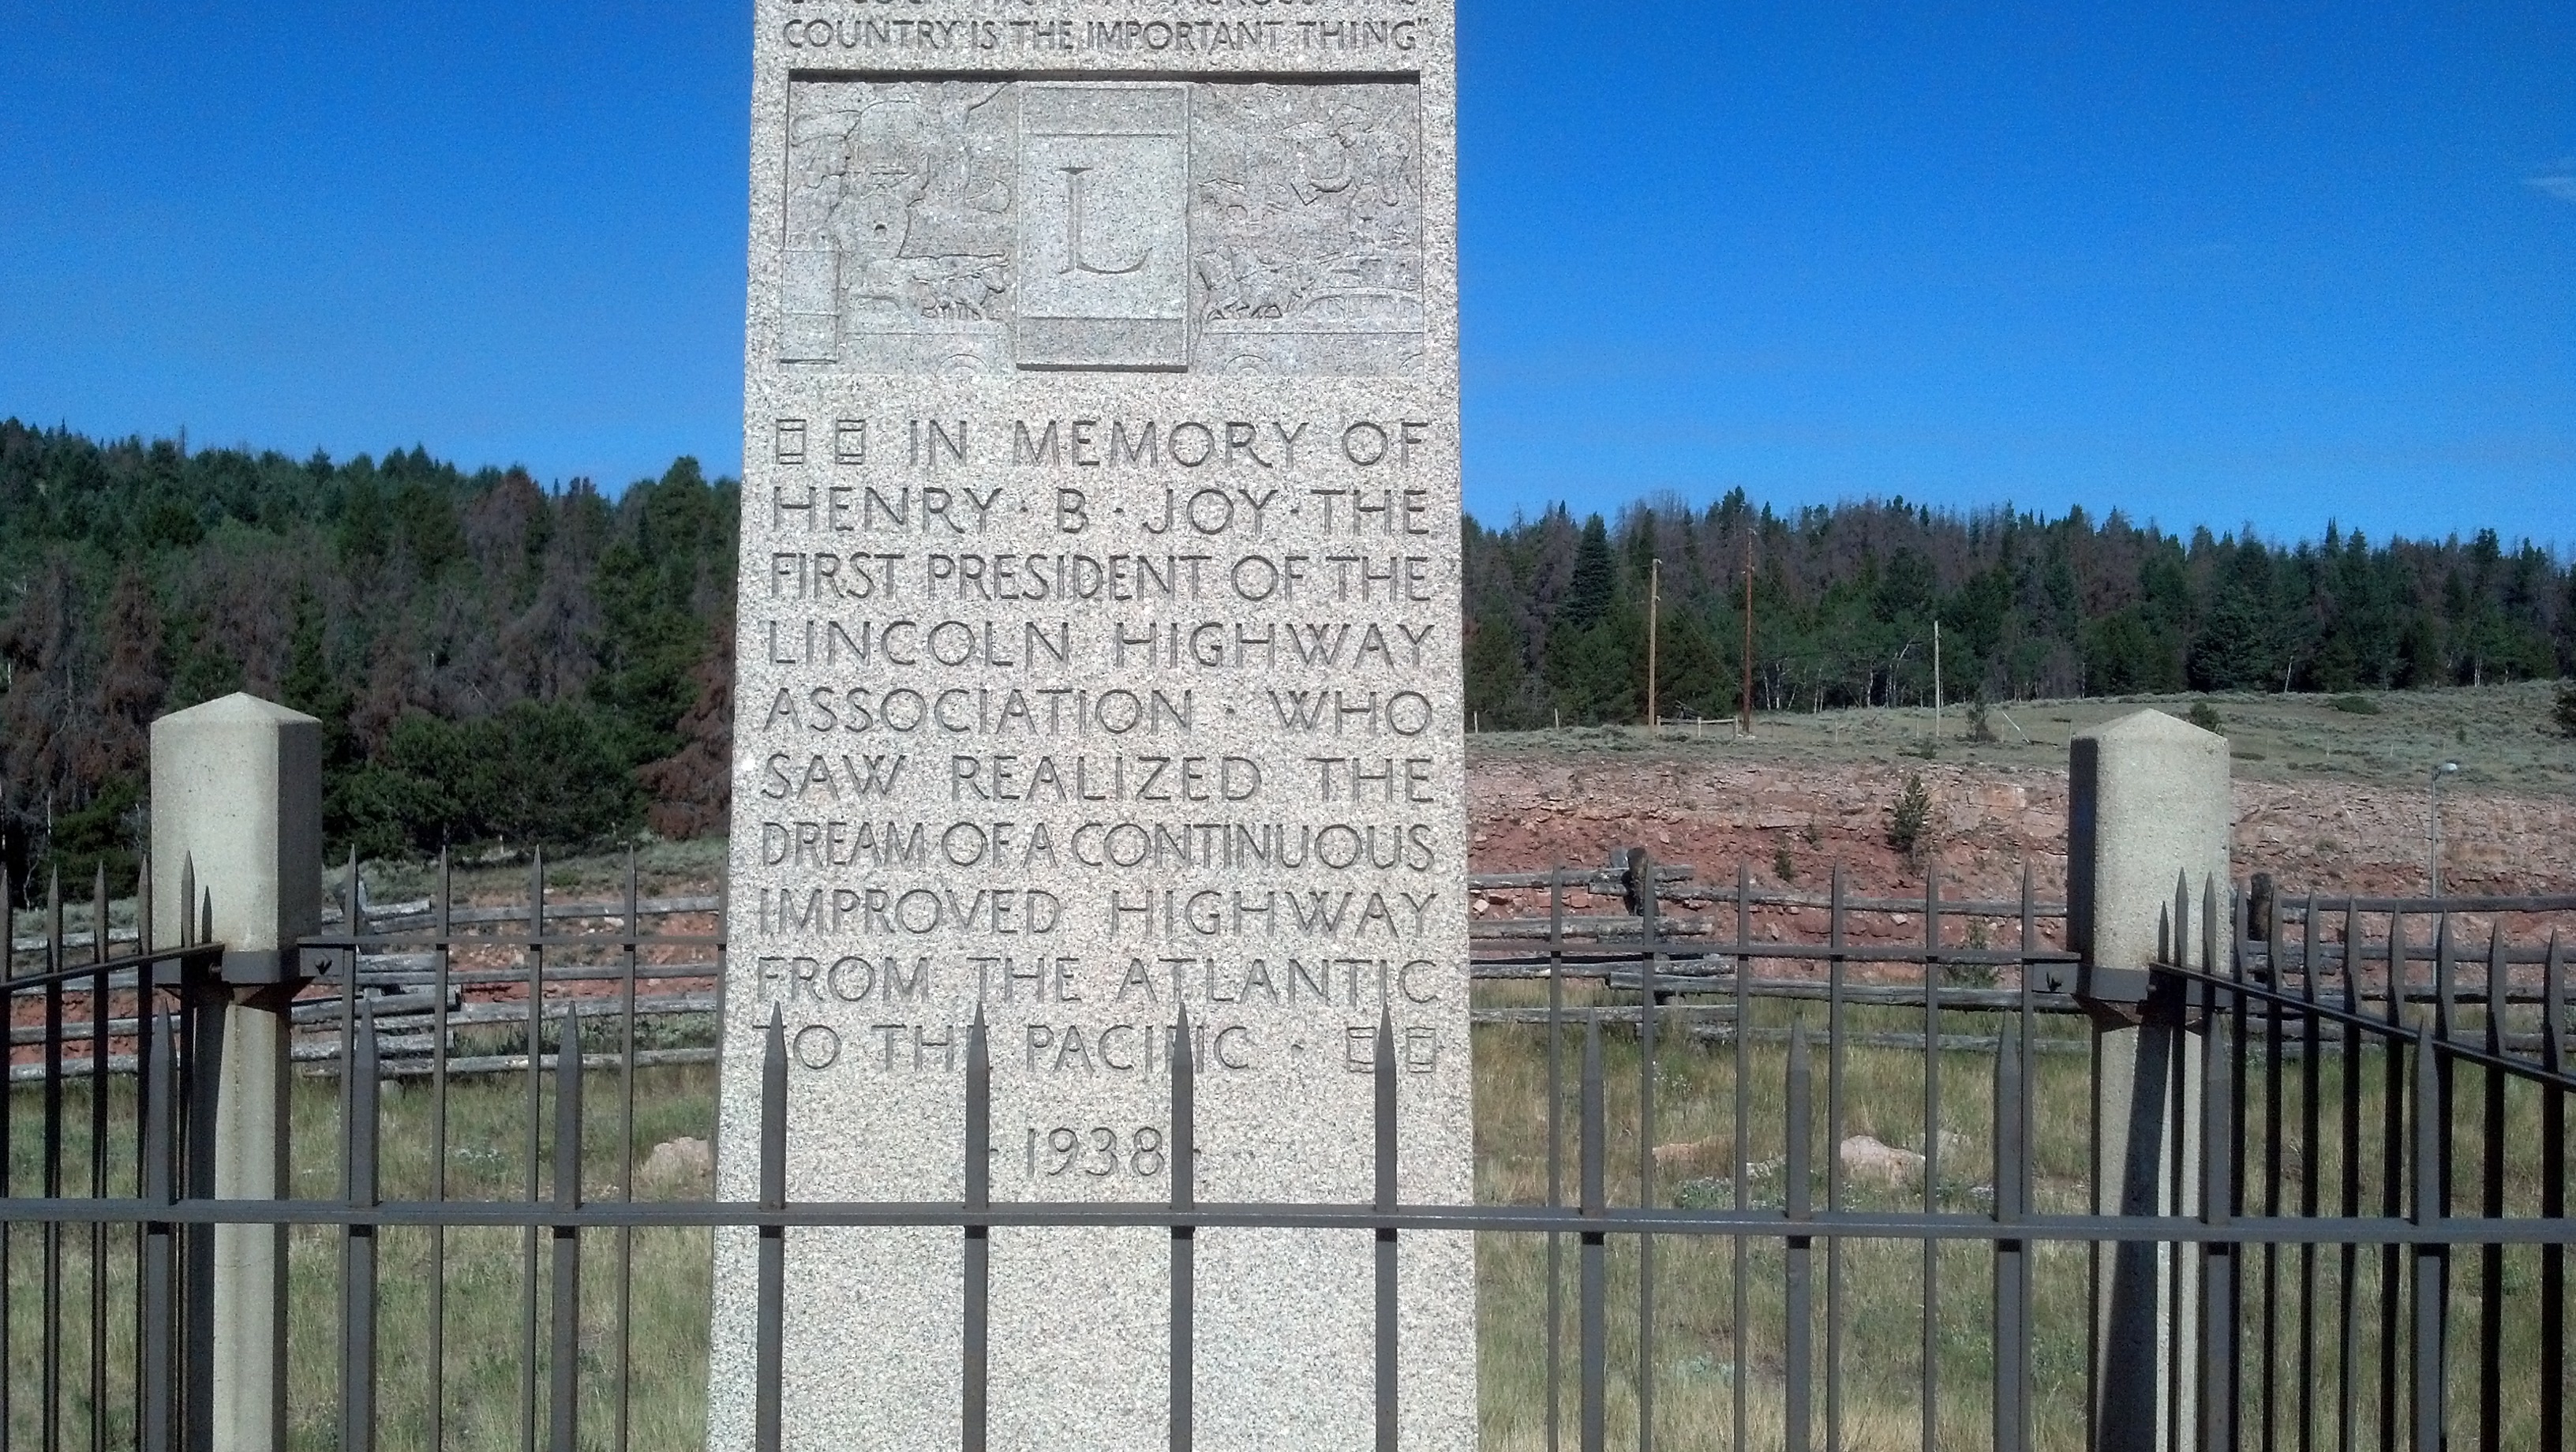 ACROSS
COUNTRY IS THE IMPORTANT THING"
L
IN MEMORY OF
HENRY · B · JOY · THE
FIRST PRESIDENT OF THE
LINCOLN HIGHWAY
ASSOCIATION · WHO
SAW REALIZED THE
DREAM OF A CONTINUOUS
IMPROVED HIGHWAY
FROM THE ATLANTIC
TO THE PACIFIC ·
· 1938 ·